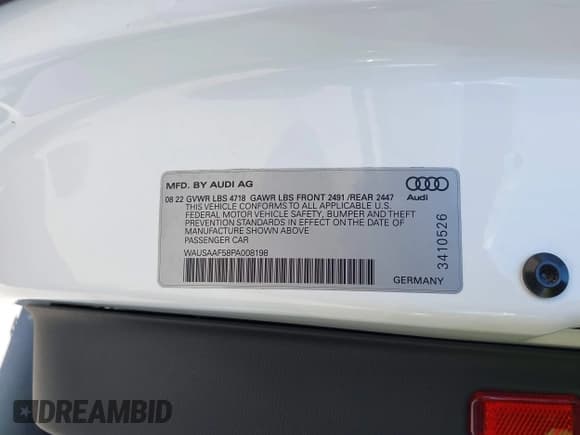 MFD. BY AUDI AG
08 22 GVWR LBS 4718 GAWR LBS FRONT 2491 /REAR 2447
THIS VEHICLE CONFORMS TO ALL APPLICABLE U.S.
FEDERAL MOTOR VEHICLE SAFETY, BUMPER AND THEFT
PREVENTION STANDARDS IN EFFECT ON THE DATE OF
MANUFACTURE SHOWN ABOVE
PASSENGER CAR
WAUSAAF58PA008198
Audi
3410526
GERMANY
DREAMBID